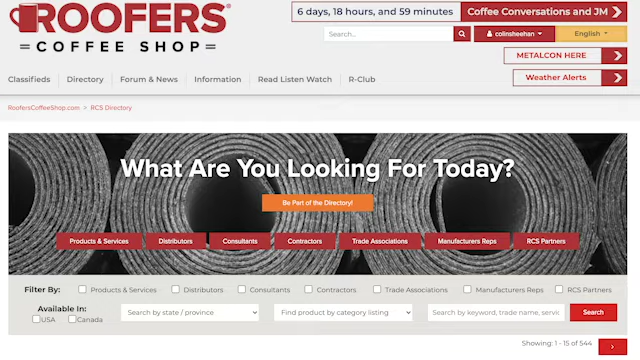 ROOFERS®
COFFEE SHOP®
6 days, 18 hours, and 59 minutes Coffee Conversations and JM >
Search... colinsheehan English
METALCON HERE >
Weather Alerts >
Classifieds Directory Forum & News Information Read Listen Watch R-Club
RoofersCoffeeShop.com > RCS Directory
What Are You Looking For Today?
Be Part of the Directory!
Products & Services Distributors Consultants Contractors Trade Associations Manufacturers Reps RCS Partners
Filter By: Products & Services Distributors Consultants Contractors Trade Associations Manufacturers Reps RCS Partners
Available In:
USA Canada
Search by state / province Find product by category listing Search by keyword, trade name, servic Search
Showing: 1 - 15 of 544 >